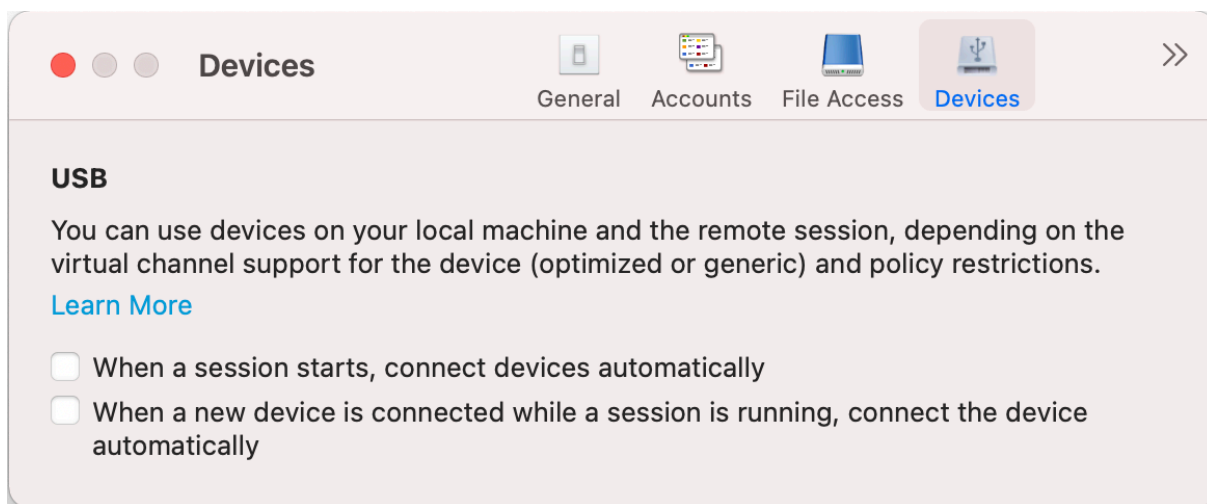 Devices
General
Accounts
File Access
Devices
USB
You can use devices on your local machine and the remote session, depending on the
virtual channel support for the device (optimized or generic) and policy restrictions.
Learn More
When a session starts, connect devices automatically
When a new device is connected while a session is running, connect the device
automatically